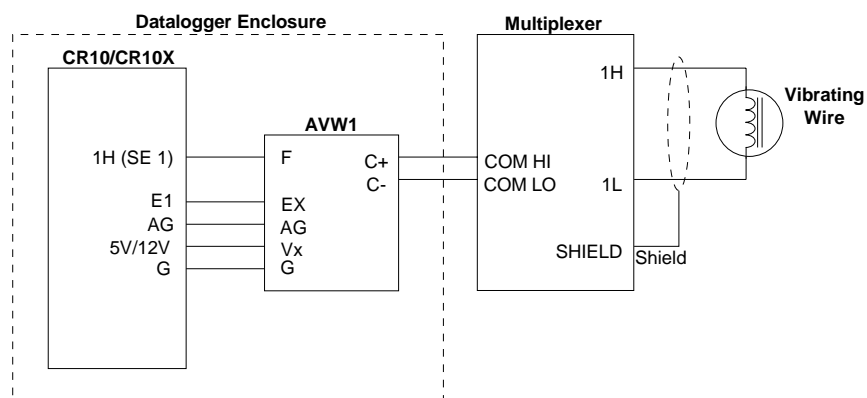 Datalogger Enclosure
CR10/CR10X
1H (SE 1)
E1
AG
5V/12V
G
AVW1
F
EX
AG
Vx
G
C+
C-
Multiplexer
COM HI
COM LO
1H
1L
SHIELD
Shield
Vibrating
Wire